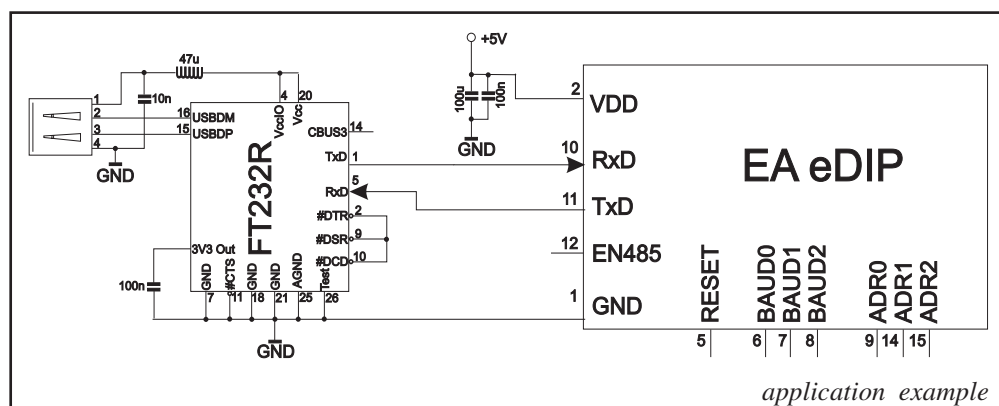 47u
+5V
1
2
3
4
10n
GND
16 USBDM
15 USBDP
4
20
VccIO
Vcc
CBUS3 14
TxD 1
RxD 5
#DTR 2
#DSR 9
#DCD 10
FT232R
3V3 Out
100n
GND
#CTS
GND
GND
AGND
Test
7
11
18
21
25
26
GND
100u
100n
GND
2 VDD
10 RxD
11 TxD
12 EN485
1 GND
EA eDIP
RESET
BAUD0
BAUD1
BAUD2
ADR0
ADR1
ADR2
5
6
7
8
9
14
15
application example